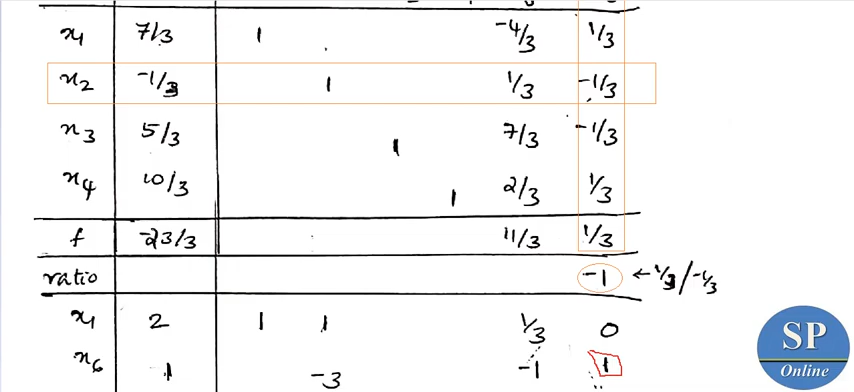 x1 7/3 1 -4/3 1/3
x2 -1/3 1 1/3 -1/3
x3 5/3 1 7/3 -1/3
x4 10/3 1 2/3 1/3
f -23/3 11/3 1/3
ratio -1 ← 1/3 / -1/3
x1 2 1 1 1/3 0
x6 1 -3 -1 1
SP
Online